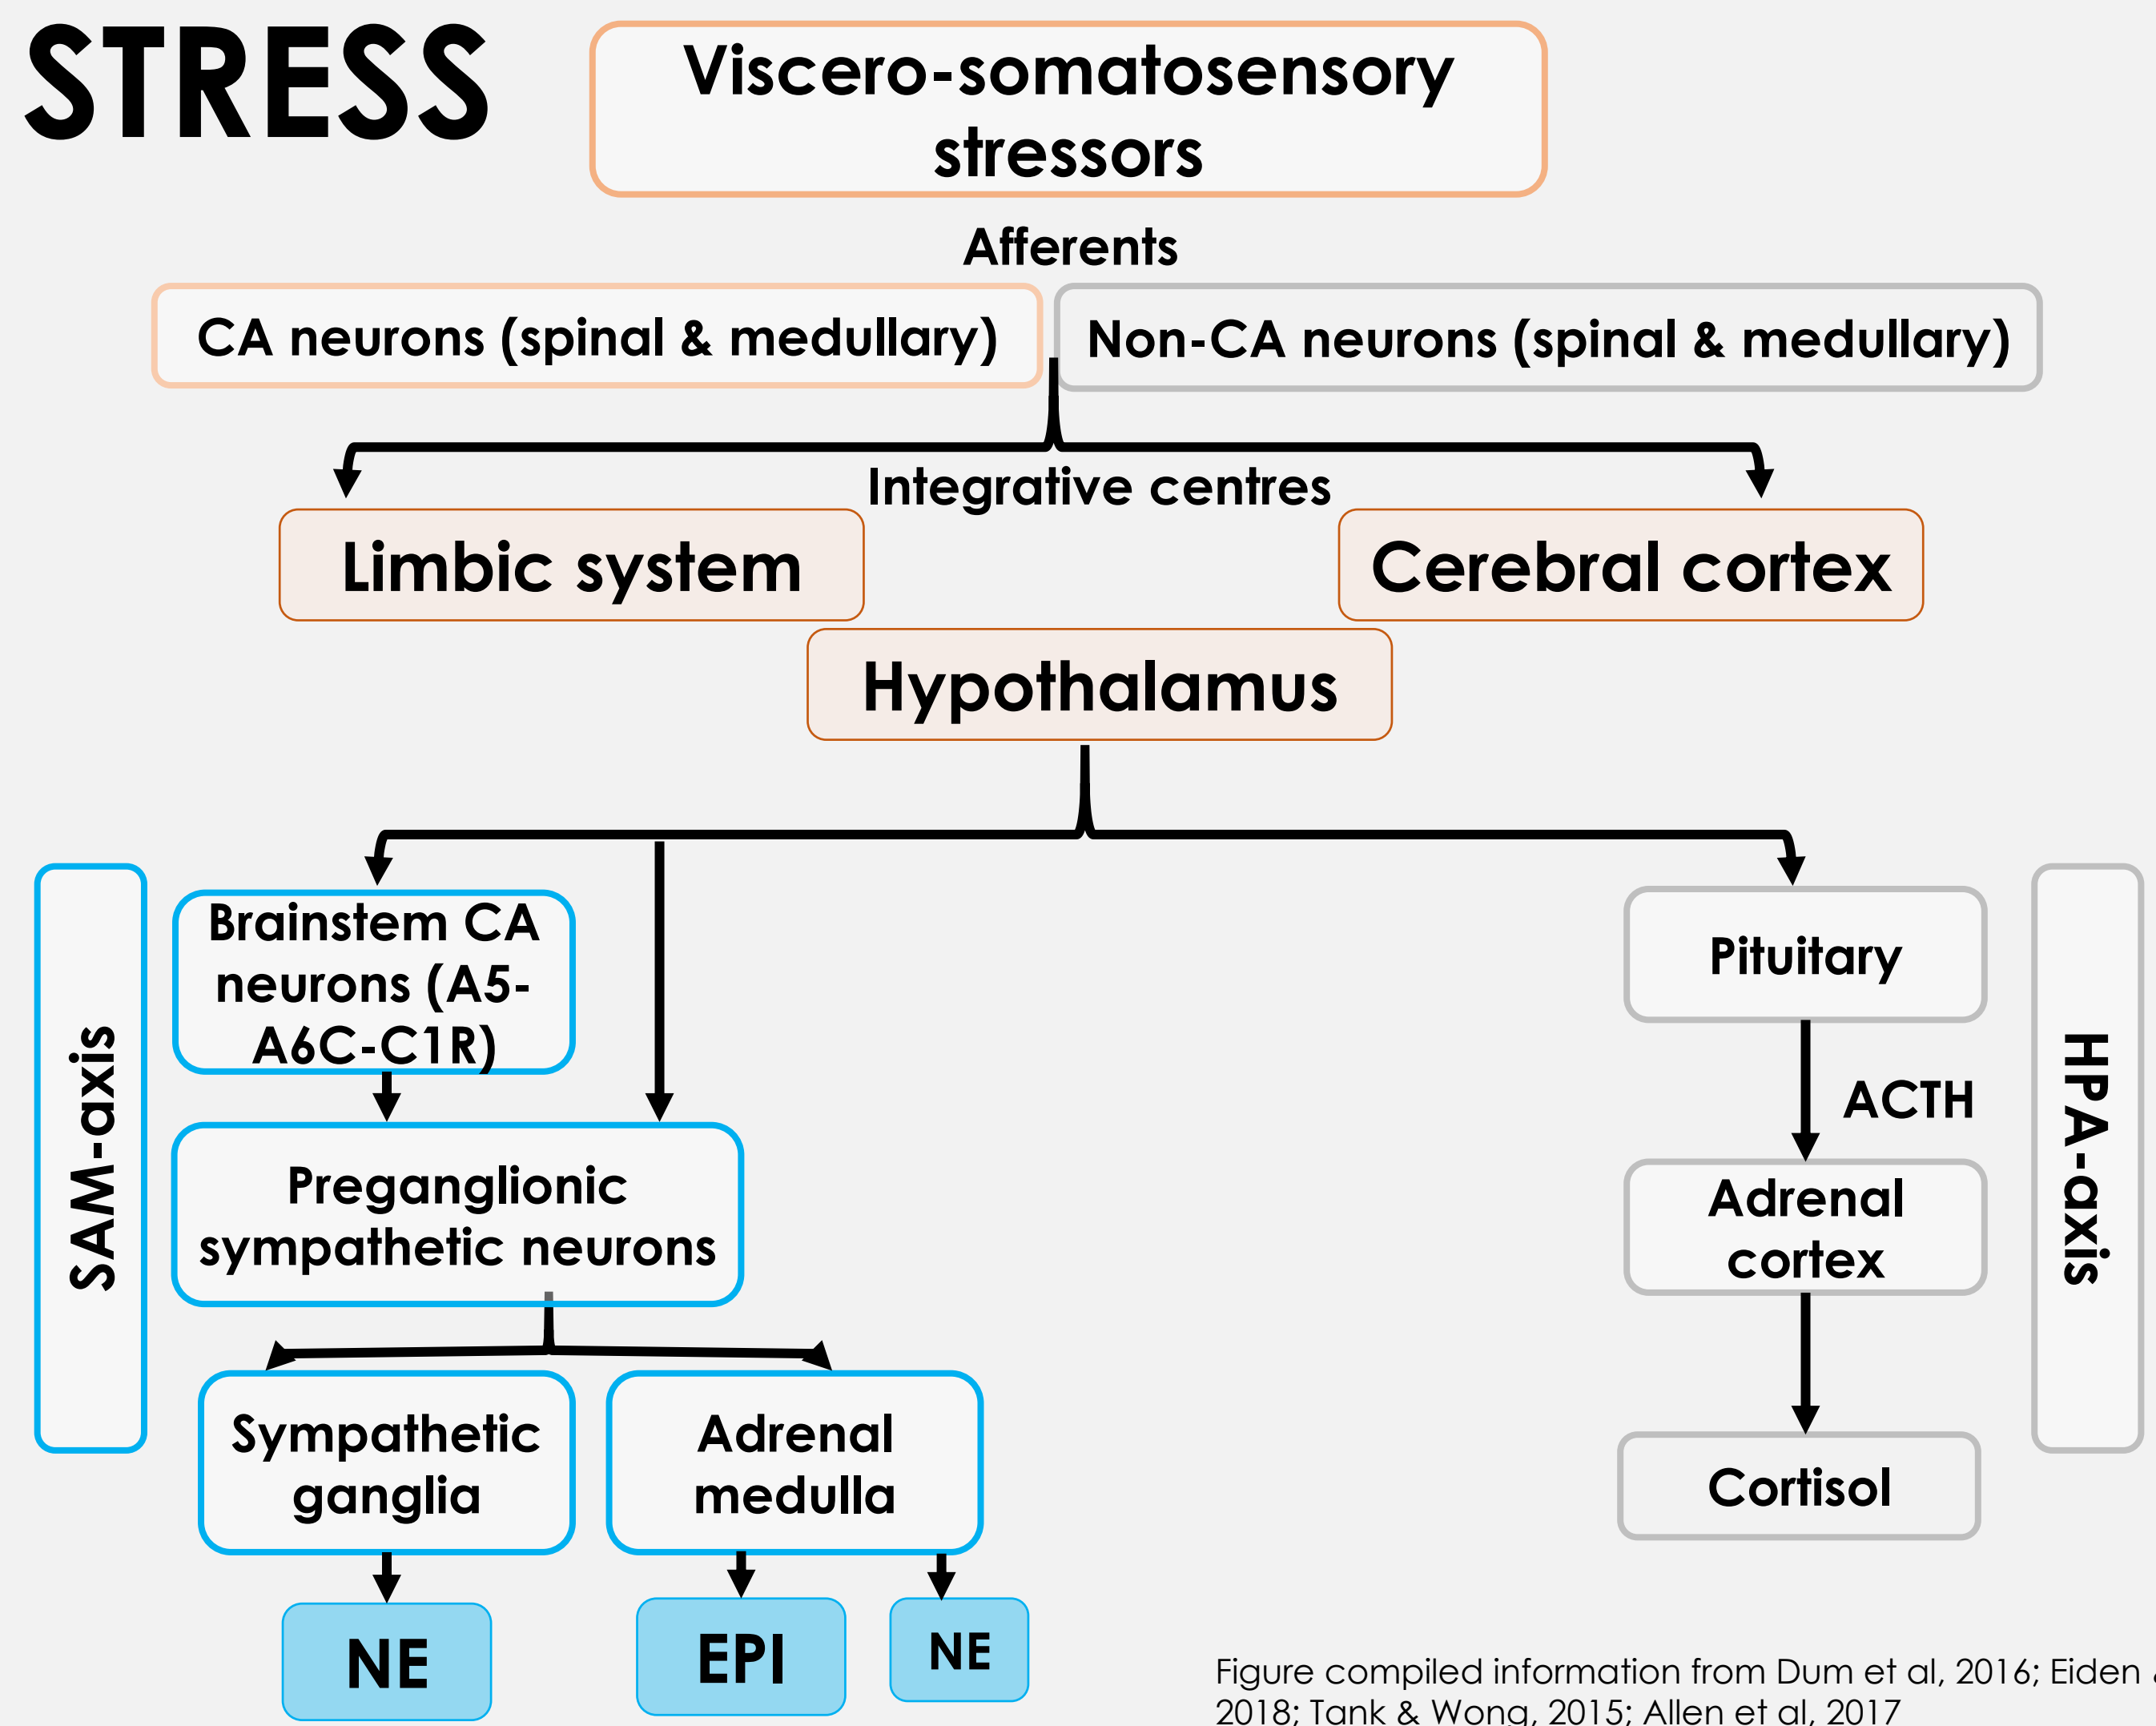 STRESS
Viscero-somatosensory
stressors
Afferents
CA neurons (spinal & medullary)
Non-CA neurons (spinal & medullary)
Integrative centres
Limbic system
Cerebral cortex
Hypothalamus
SAM-axis
Brainstem CA
neurons (A5-
A6C-C1R)
Preganglionic
sympathetic neurons
Sympathetic
ganglia
Adrenal
medulla
NE
EPI
NE
Pituitary
ACTH
Adrenal
cortex
Cortisol
HPA-axis
Figure compiled information from Dum et al, 2016; Eiden
2018; Tank & Wong, 2015; Allen et al, 2017